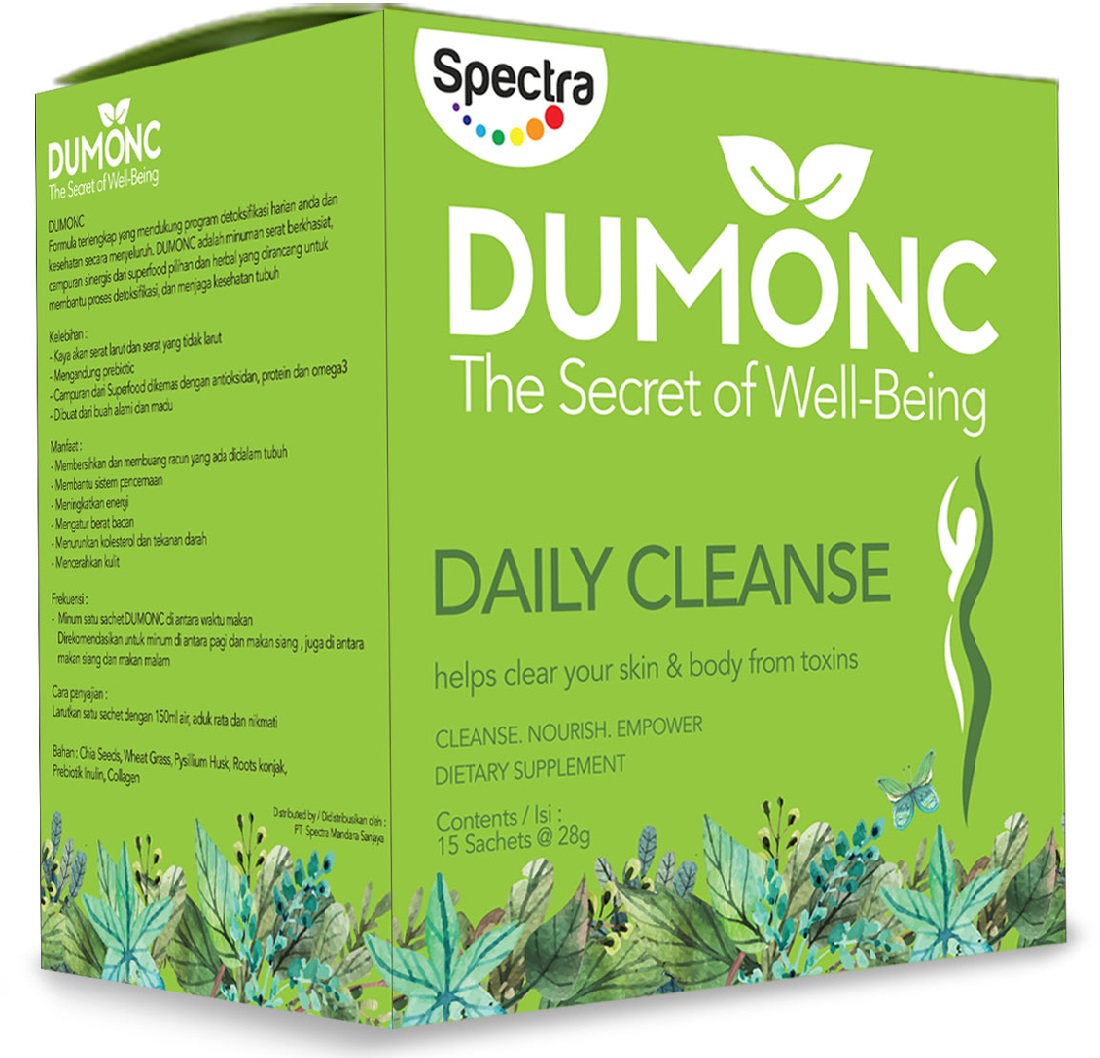 DUMONC
The Secret of Well-Being
DUMONC
Formula terlengkap yang mendukung program detoksifikasi harian anda dan
kesehatan secara menyeluruh. DUMONC adalah minuman serat berkhasiat,
campuran sinergis dari superfood pilihan dan herbal yang dirancang untuk
membantu proses detoksifikasi, dan menjaga kesehatan tubuh
Kelebihan :
- Kaya akan serat larut dan serat yang tidak larut
- Mengandung prebiotic
- Campuran dari Superfood dikemas dengan antioksidan, protein dan omega3
- Dibuat dari buah alami dan madu
Manfaat :
- Membersihkan dan membuang racun yang ada didalam tubuh
- Membantu sistem pencernaan
- Meningkatkan energi
- Mengatur berat badan
- Menurunkan kolesterol dan tekanan darah
- Mencerahkan kulit
Frekuensi :
- Minum satu sachet DUMONC di antara waktu makan
Direkomendasikan untuk minum di antara pagi dan makan siang , juga di antara
makan siang dan makan malam
Cara penyajian :
Larutkan satu sachet dengan 150ml air, aduk rata dan nikmati
Bahan : Chia Seeds, Wheat Grass, Pysillium Husk, Roots konjak,
Prebiotik Inulin, Collagen
Distributed by / Didistribusikan oleh :
PT Spectra Mandara Sanjaya
Spectra
DUMONC
The Secret of Well-Being
DAILY CLEANSE
helps clear your skin & body from toxins
CLEANSE. NOURISH. EMPOWER
DIETARY SUPPLEMENT
Contents / Isi :
15 Sachets @ 28g